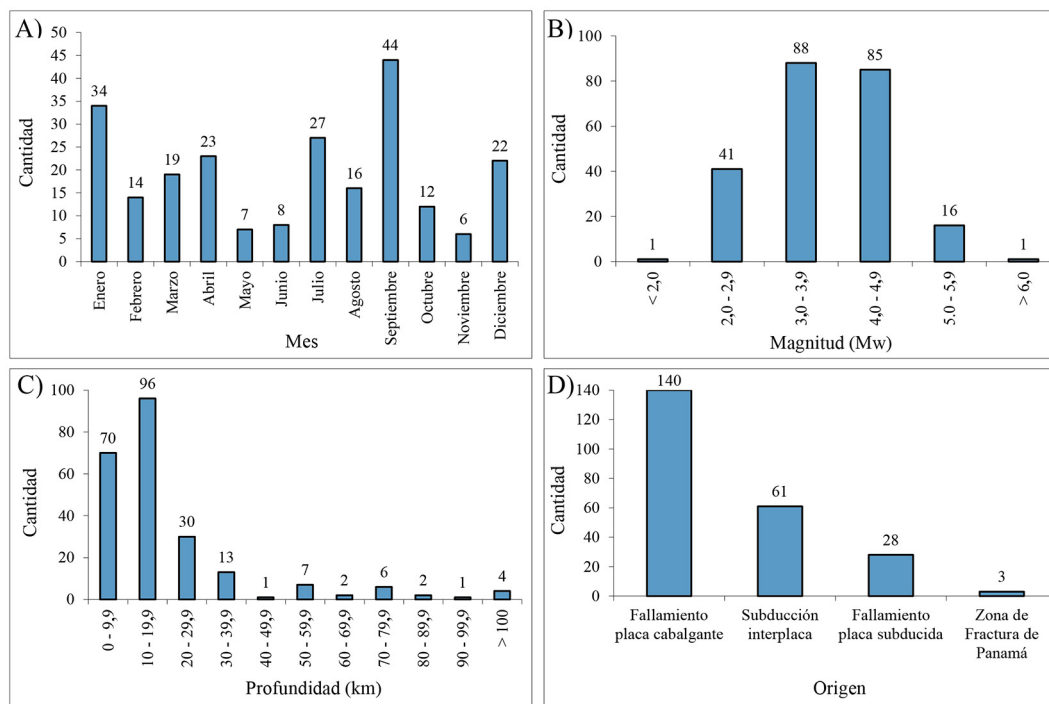 A)
50
45
40
35
30
25
20
15
10
5
0
Cantidad
34
14
19
23
7
8
27
16
44
12
6
22
Enero
Febrero
Marzo
Abril
Mayo
Junio
Julio
Agosto
Septiembre
Octubre
Noviembre
Diciembre
Mes
B)
100
80
60
40
20
0
Cantidad
1
41
88
85
16
1
< 2,0
2,0 - 2,9
3,0 - 3,9
4,0 - 4,9
5.0 - 5,9
> 6,0
Magnitud (Mw)
C)
100
80
60
40
20
0
Cantidad
70
96
30
13
1
7
2
6
2
1
4
0 - 9,9
10 - 19,9
20 - 29,9
30 - 39,9
40 - 49,9
50 - 59,9
60 - 69,9
70 - 79,9
80 - 89,9
90 - 99,9
> 100
Profundidad (km)
D)
140
120
100
80
60
40
20
0
Cantidad
140
61
28
3
Fallamiento
placa cabalgante
Subducción
interplaca
Fallamiento
placa subducida
Zona de
Fractura de
Panamá
Origen